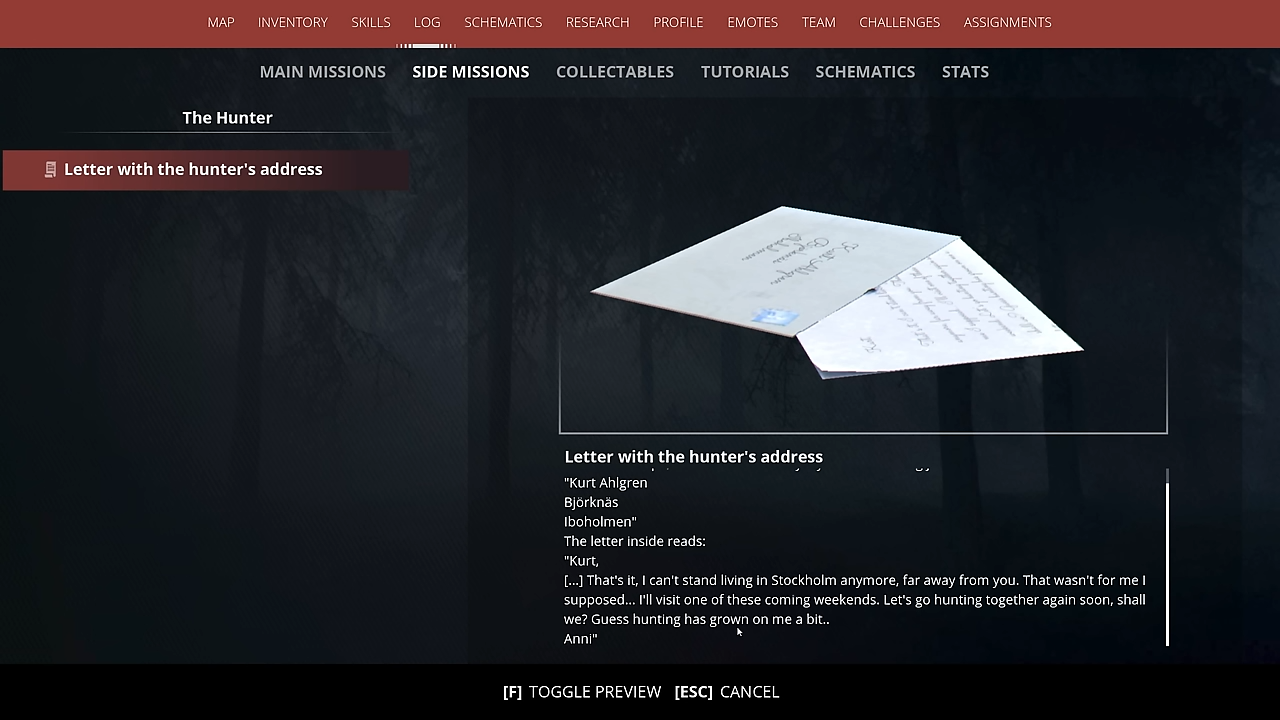 MAP INVENTORY SKILLS LOG SCHEMATICS RESEARCH PROFILE EMOTES TEAM CHALLENGES ASSIGNMENTS
MAIN MISSIONS SIDE MISSIONS COLLECTABLES TUTORIALS SCHEMATICS STATS
The Hunter
Letter with the hunter's address
Letter with the hunter's address
"Kurt Ahlgren
Björknäs
Iboholmen"
The letter inside reads:
"Kurt,
[...] That's it, I can't stand living in Stockholm anymore, far away from you. That wasn't for me I
supposed... I'll visit one of these coming weekends. Let's go hunting together again soon, shall
we? Guess hunting has grown on me a bit..
Anni"
[F] TOGGLE PREVIEW [ESC] CANCEL